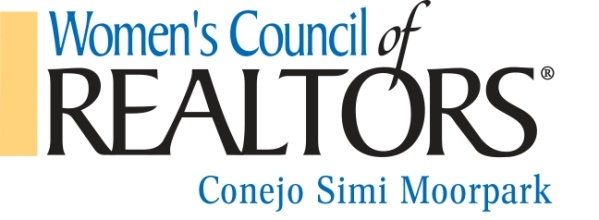 Women's Council of
REALTORS®
Conejo Simi Moorpark